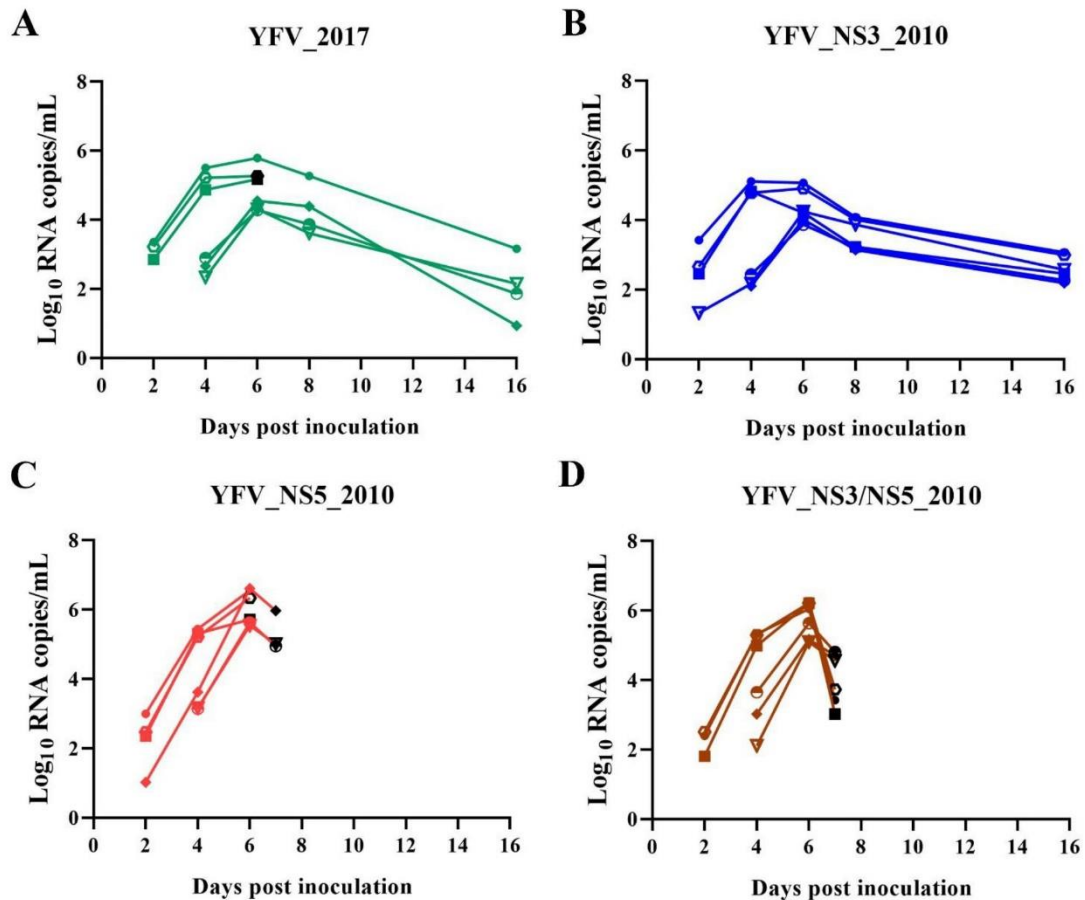 A
YFV_2017
Log10 RNA copies/mL
8
6
4
2
0
0 2 4 6 8 10 12 14 16
Days post inoculation
B
YFV_NS3_2010
Log10 RNA copies/mL
8
6
4
2
0
0 2 4 6 8 10 12 14 16
Days post inoculation
C
YFV_NS5_2010
Log10 RNA copies/mL
8
6
4
2
0
0 2 4 6 8 10 12 14 16
Days post inoculation
D
YFV_NS3/NS5_2010
Log10 RNA copies/mL
8
6
4
2
0
0 2 4 6 8 10 12 14 16
Days post inoculation